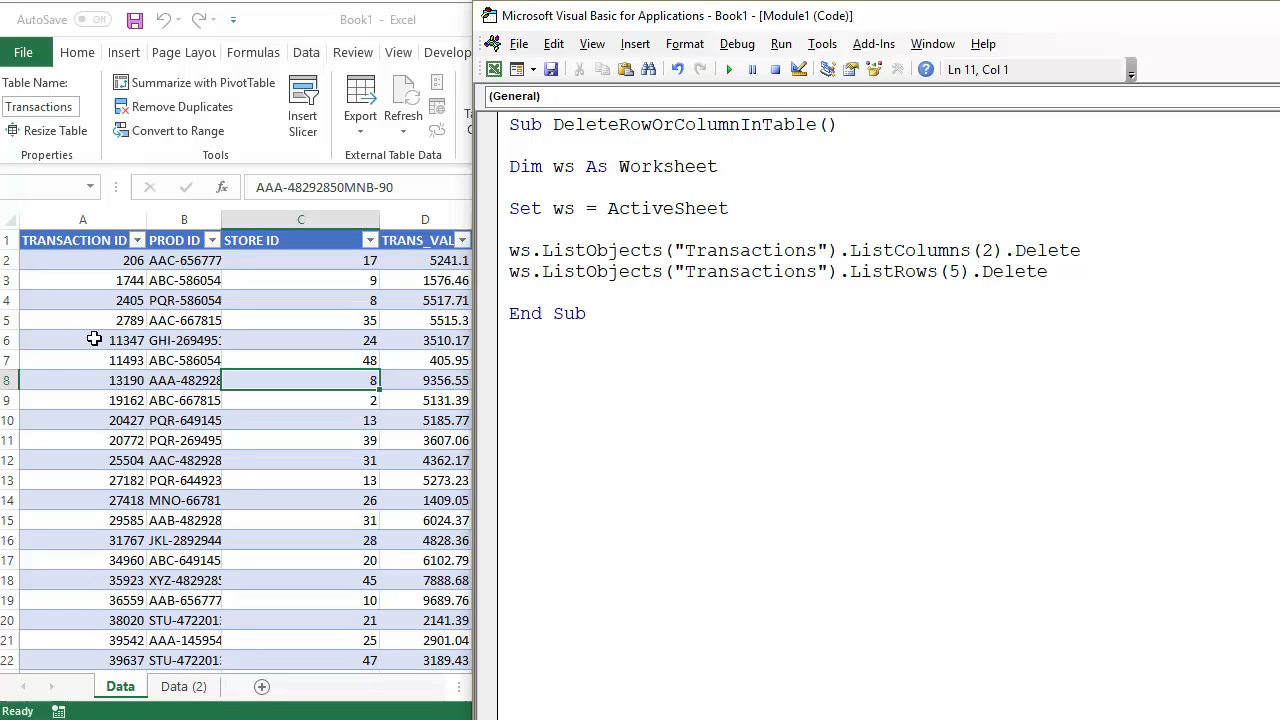 AutoSave Off Book1 - Excel
File Home Insert Page Layou Formulas Data Review View Develop
Table Name:
Transactions
Resize Table
Properties
Summarize with PivotTable
Remove Duplicates
Convert to Range
Tools
Insert
Slicer
Export
Refresh
External Table Data
AAA-48292850MNB-90
A B C D
1 TRANSACTION ID PROD ID STORE ID TRANS_VAL
2 206 AAC-656777 17 5241.1
3 1744 ABC-586054 9 1576.46
4 2405 PQR-586054 8 5517.71
5 2789 AAC-667815 35 5515.3
6 11347 GHI-269495 24 3510.17
7 11493 ABC-586054 48 405.95
8 13190 AAA-482928 8 9356.55
9 19162 ABC-667815 2 5131.39
10 20427 PQR-649145 13 5185.77
11 20772 PQR-269495 39 3607.06
12 25504 AAC-482928 31 4362.17
13 27182 PQR-644923 13 5273.23
14 27418 MNO-66781 26 1409.05
15 29585 AAB-482928 31 6024.37
16 31767 JKL-2892944 28 4828.36
17 34960 ABC-649145 20 6102.79
18 35923 XYZ-482928 45 7888.68
19 36559 AAB-656777 10 9689.76
20 38020 STU-472201 21 2141.39
21 39542 AAA-145954 25 2901.04
22 39637 STU-472201 47 3189.43
Data Data (2)
Ready
Microsoft Visual Basic for Applications - Book1 - [Module1 (Code)]
File Edit View Insert Format Debug Run Tools Add-Ins Window Help
Ln 11, Col 1
(General)
Sub DeleteRowOrColumnInTable()
Dim ws As Worksheet
Set ws = ActiveSheet
ws.ListObjects("Transactions").ListColumns(2).Delete
ws.ListObjects("Transactions").ListRows(5).Delete
End Sub